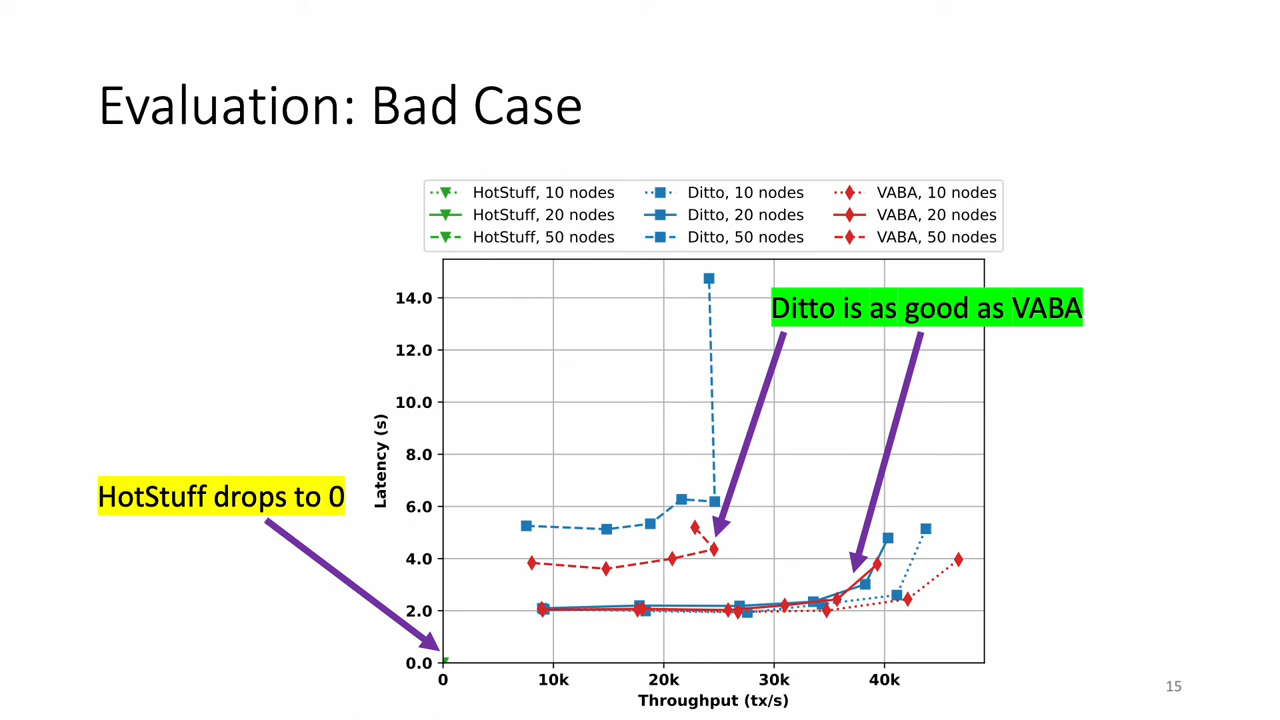 Evaluation: Bad Case
HotStuff, 10 nodes
HotStuff, 20 nodes
HotStuff, 50 nodes
Ditto, 10 nodes
Ditto, 20 nodes
Ditto, 50 nodes
VABA, 10 nodes
VABA, 20 nodes
VABA, 50 nodes
Ditto is as good as VABA
HotStuff drops to 0
Latency (s)
14.0
12.0
10.0
8.0
6.0
4.0
2.0
0.0
0
10k
20k
30k
40k
Throughput (tx/s)
15